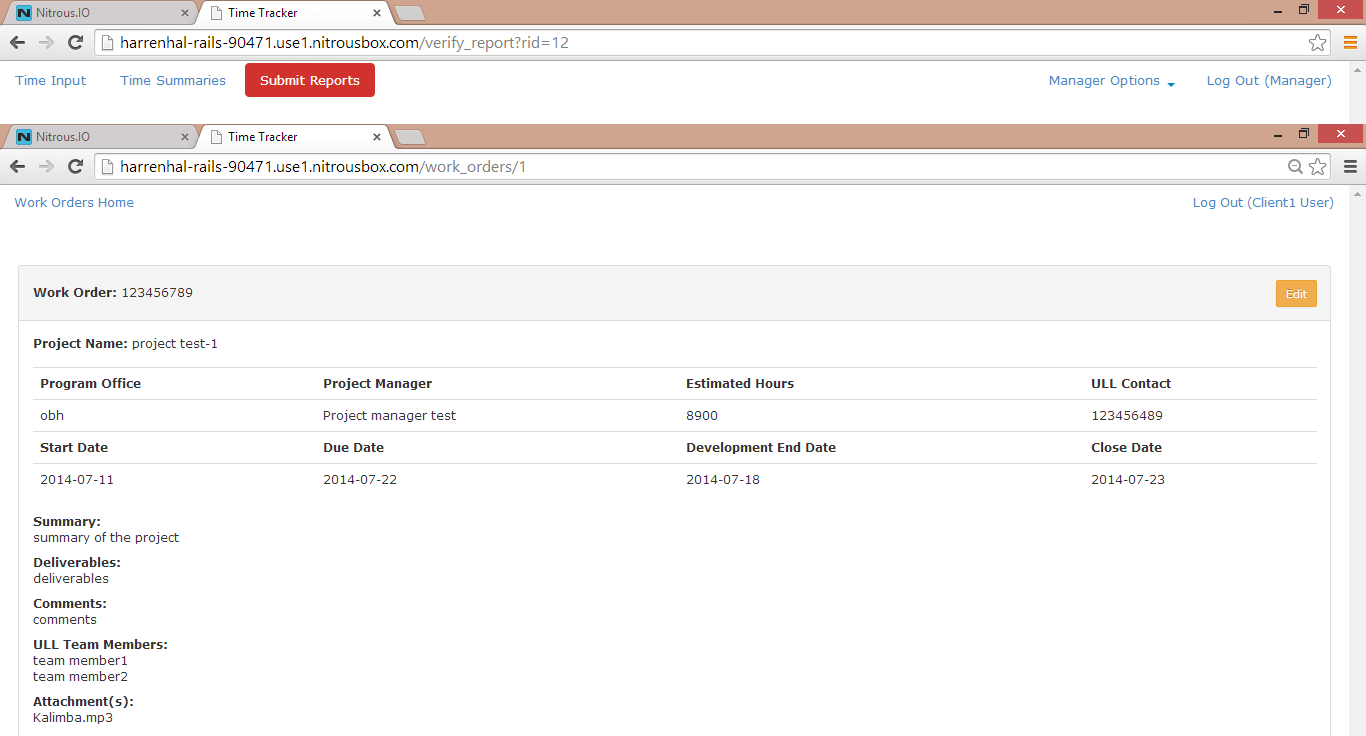 Nitrous.IO Time Tracker
harrenhal-rails-90471.use1.nitrousbox.com/verify_report?rid=12
Time Input Time Summaries Submit Reports Manager Options Log Out (Manager)
Nitrous.IO Time Tracker
harrenhal-rails-90471.use1.nitrousbox.com/work_orders/1
Work Orders Home Log Out (Client1 User)
Work Order: 123456789 Edit
Project Name: project test-1
Program Office Project Manager Estimated Hours ULL Contact
obh Project manager test 8900 123456489
Start Date Due Date Development End Date Close Date
2014-07-11 2014-07-22 2014-07-18 2014-07-23
Summary:
summary of the project
Deliverables:
deliverables
Comments:
comments
ULL Team Members:
team member1
team member2
Attachment(s):
Kalimba.mp3